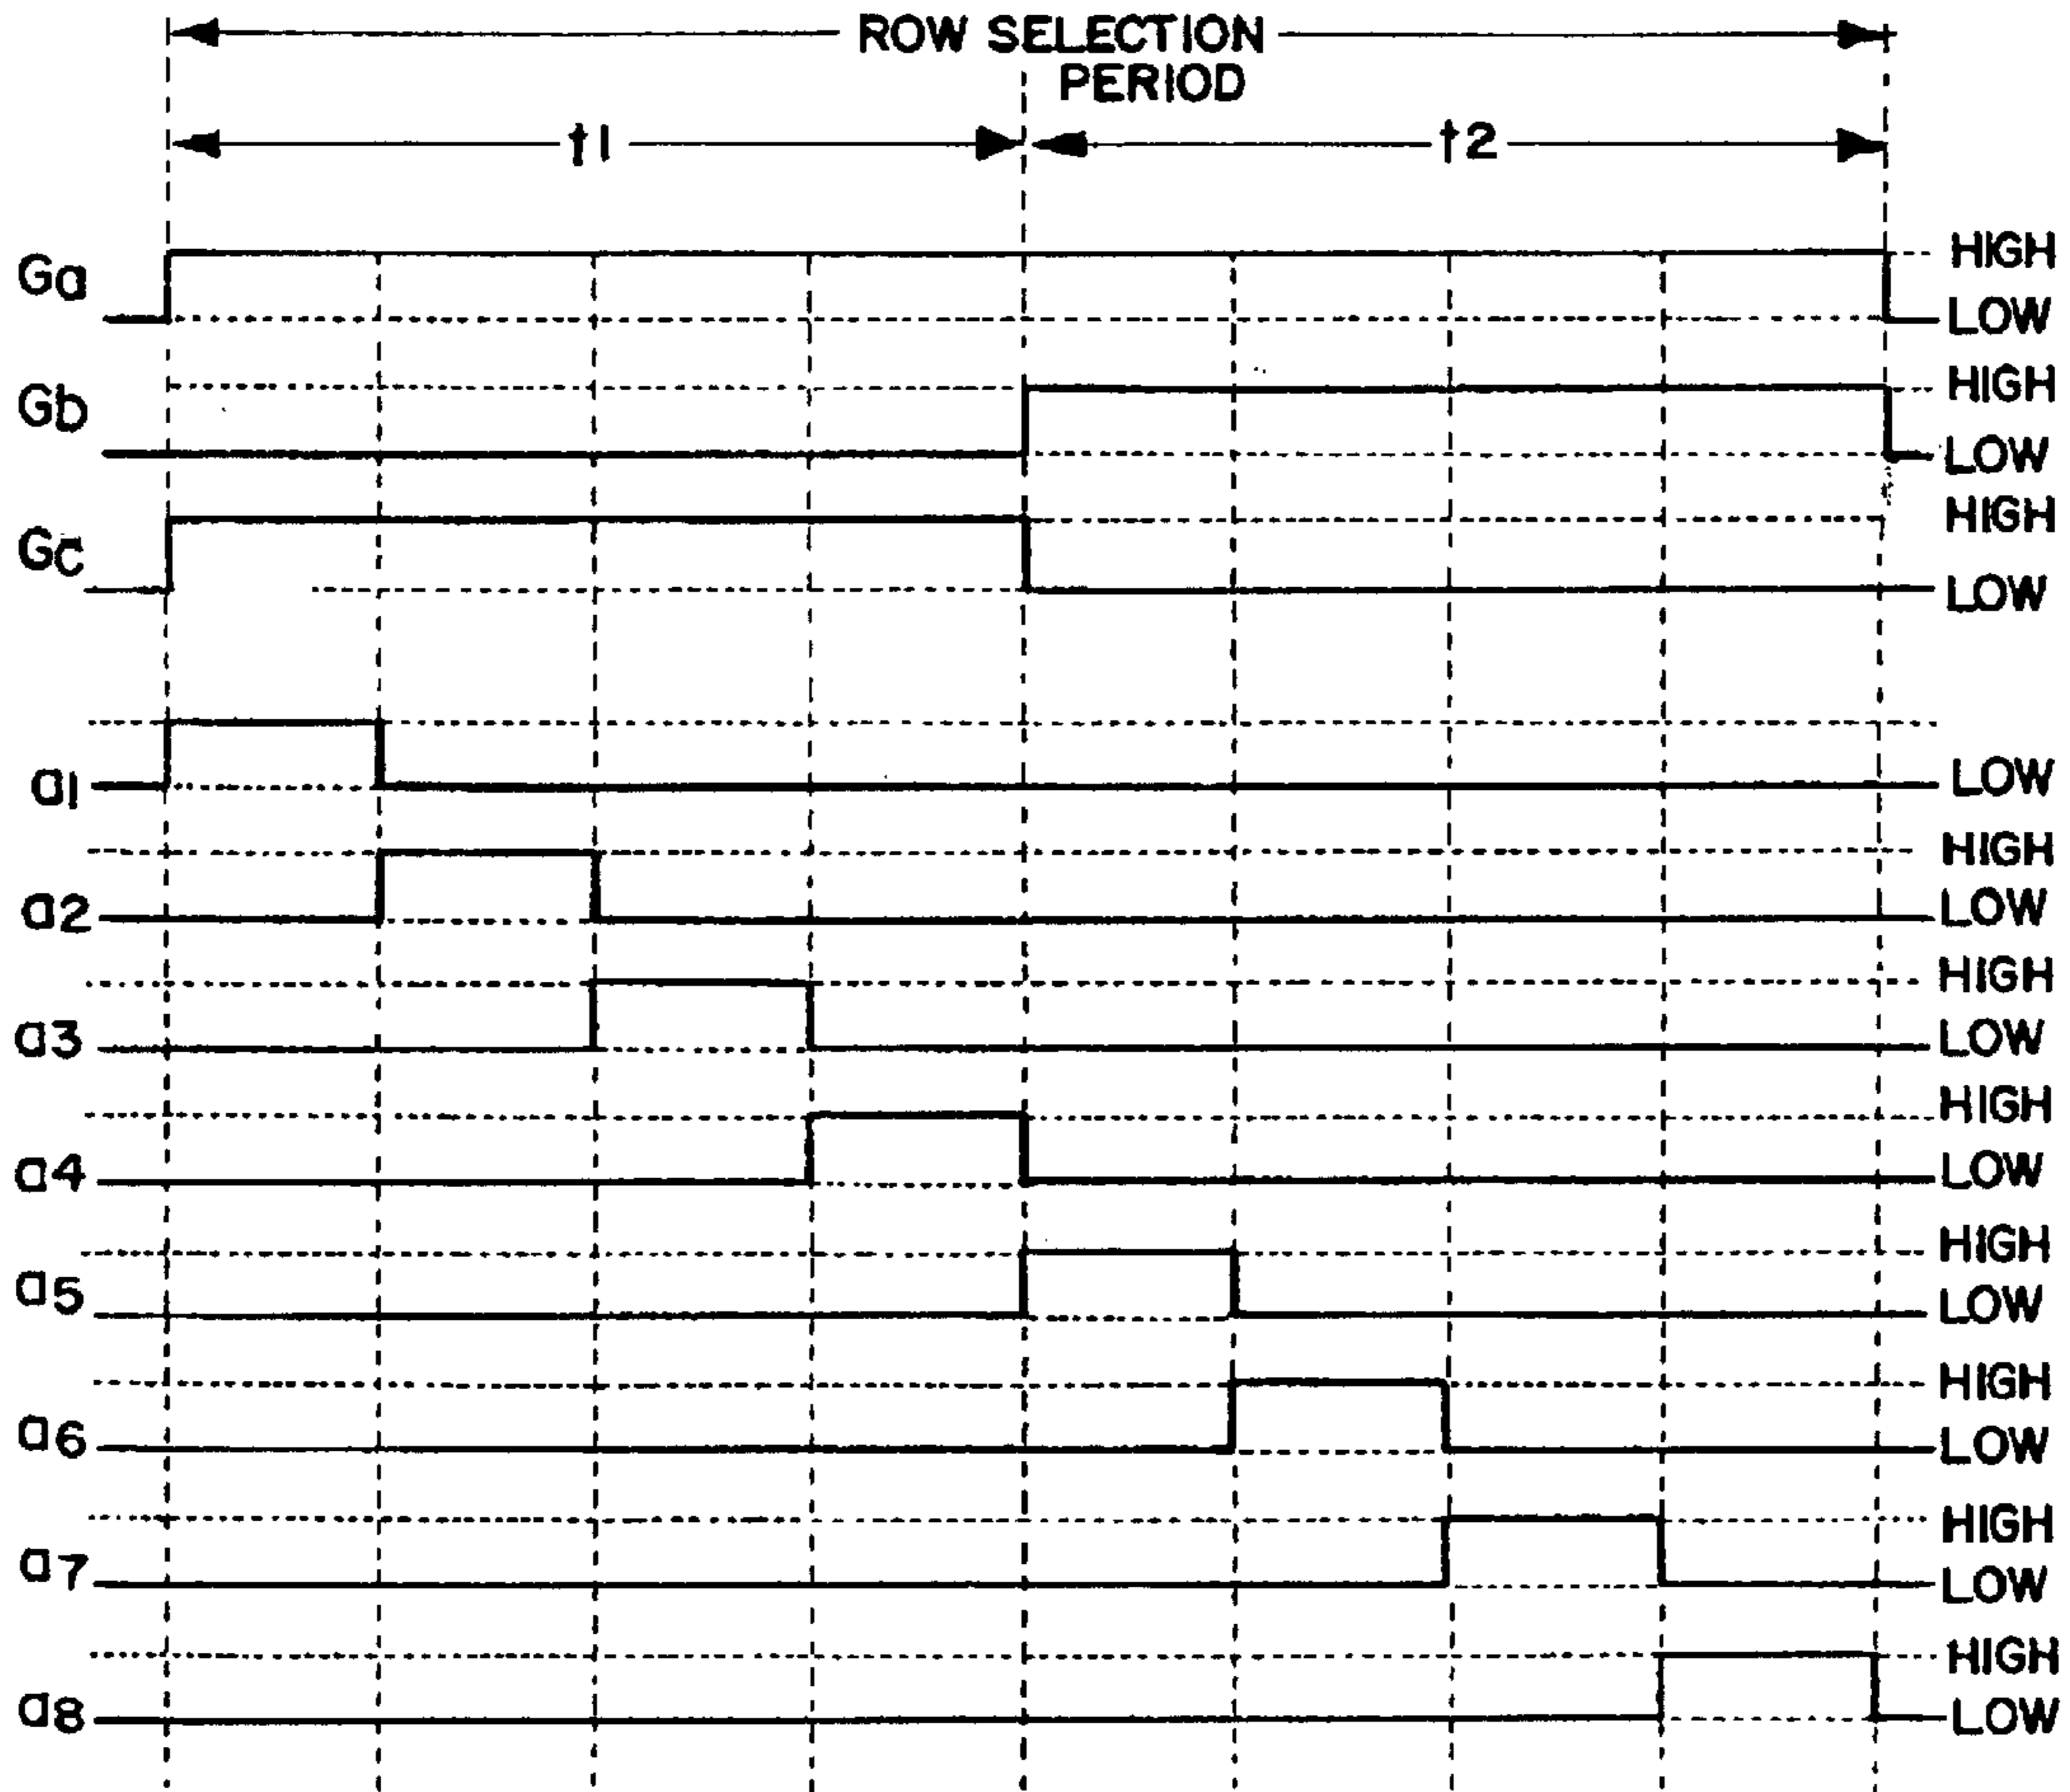 ROW SELECTION
PERIOD
t1
t2
Ga
HIGH
LOW
Gb
HIGH
LOW
Gc
HIGH
LOW
a1
LOW
a2
HIGH
LOW
a3
HIGH
LOW
a4
HIGH
LOW
a5
HIGH
LOW
a6
HIGH
LOW
a7
HIGH
LOW
a8
HIGH
LOW